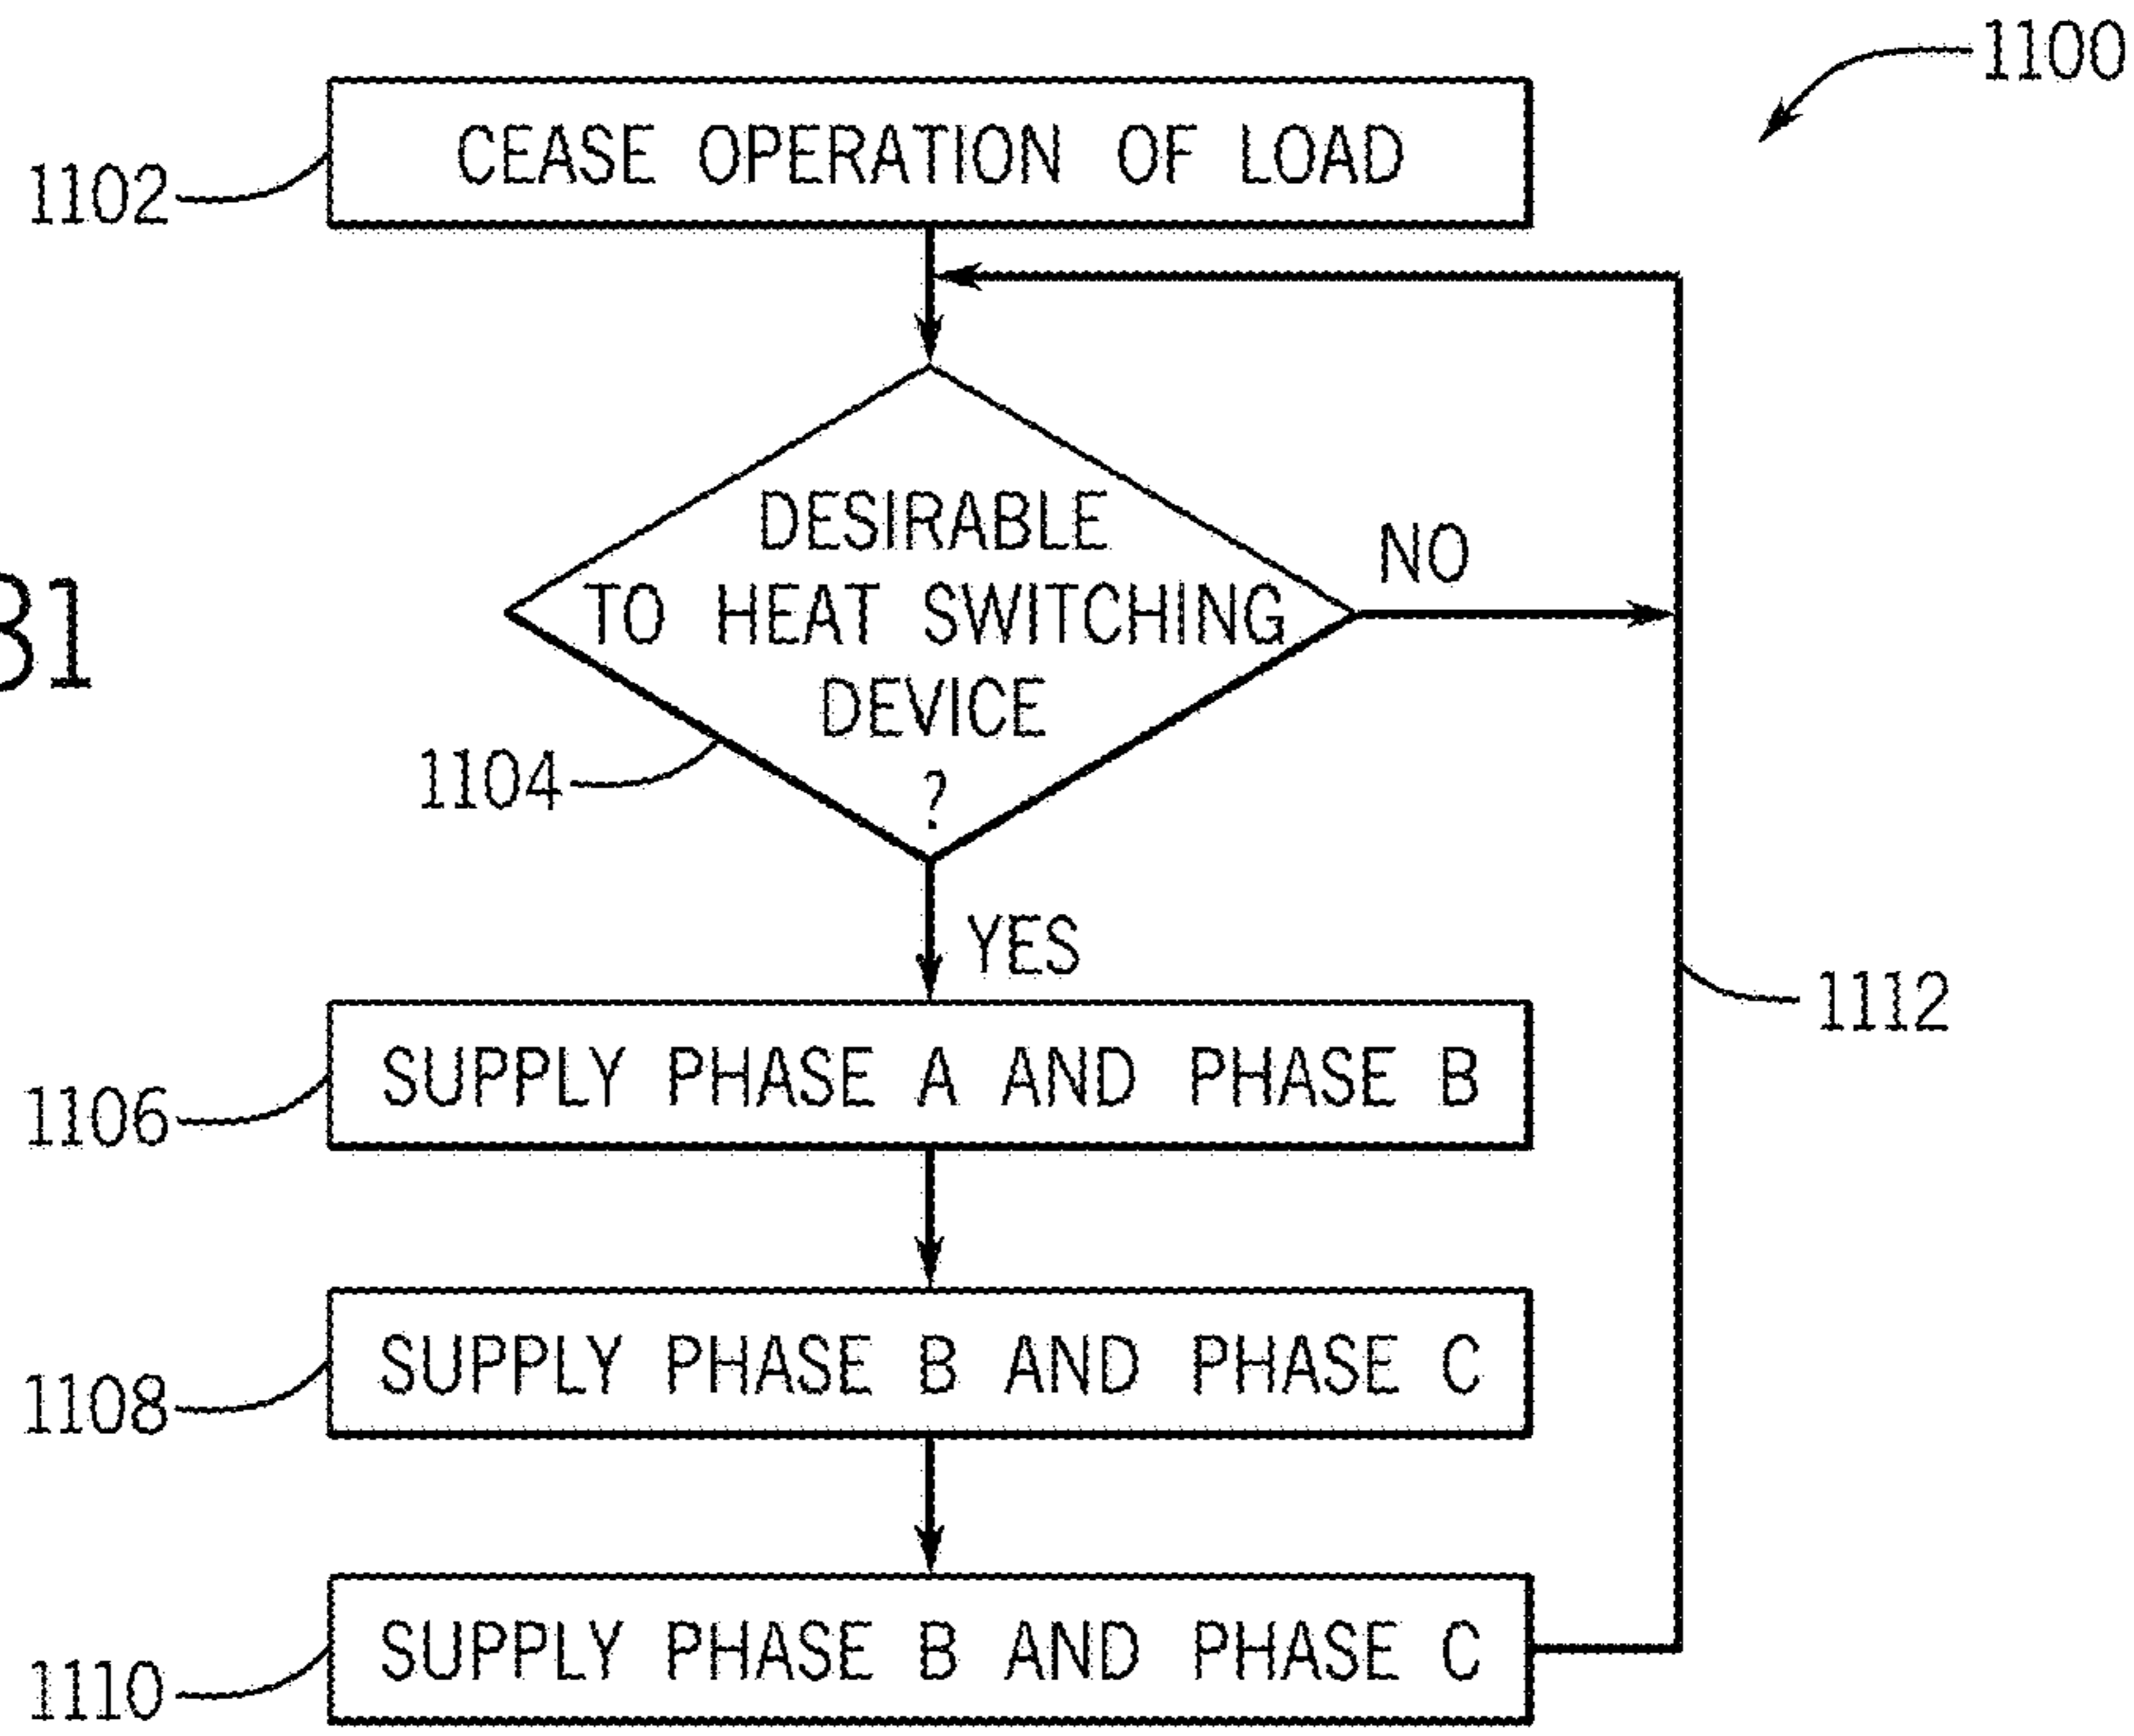 1100
CEASE OPERATION OF LOAD
1102
DESIRABLE
TO HEAT SWITCHING
DEVICE
?
NO
31
1104
YES
1112
SUPPLY PHASE A AND PHASE B
1106
SUPPLY PHASE B AND PHASE C
1108
SUPPLY PHASE B AND PHASE C
1110